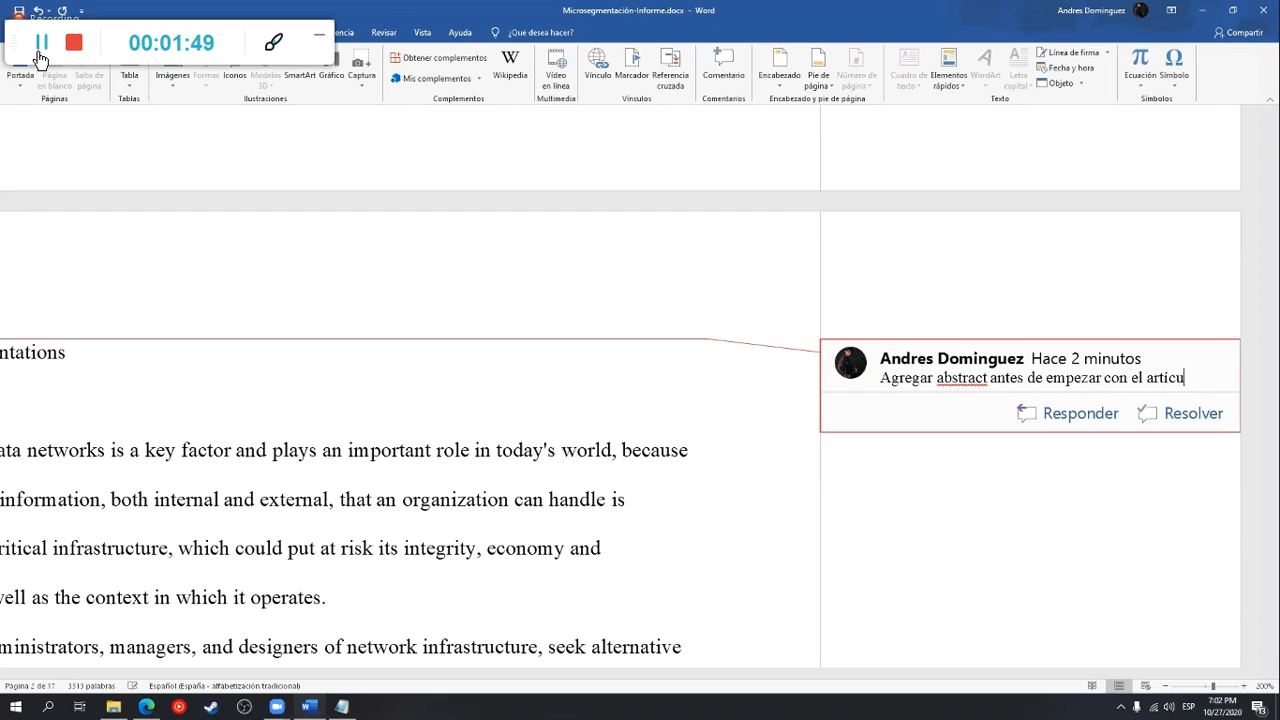 Recording
Microsegmentación-Informe.docx - Word
Andres Dominguez
00:01:49
encia Revisar Vista Ayuda ¿Qué desea hacer? Compartir
Portada
Página en blanco
Salto de página
Tabla
Imágenes
Formas
Iconos
Modelos 3D
SmartArt
Gráfico
Captura
Obtener complementos
Mis complementos
Wikipedia
Vídeo en línea
Vínculo
Marcador
Referencia cruzada
Comentario
Encabezado
Pie de página
Número de página
Cuadro de texto
Elementos rápidos
WordArt
Letra capital
Línea de firma
Fecha y hora
Objeto
Ecuación
Símbolo
Páginas Tablas Ilustraciones Complementos Multimedia Vínculos Comentarios Encabezado y pie de página Texto Símbolos
ntations
Andres Dominguez Hace 2 minutos
Agregar abstract antes de empezar con el artícu
Responder Resolver
ata networks is a key factor and plays an important role in today's world, because
information, both internal and external, that an organization can handle is
ritical infrastructure, which could put at risk its integrity, economy and
vell as the context in which it operates.
ministrators, managers, and designers of network infrastructure, seek alternative
Página 2 de 17 3313 palabras Español (España - alfabetización tradicional) 200%
ESP
7:02 PM
10/27/2020